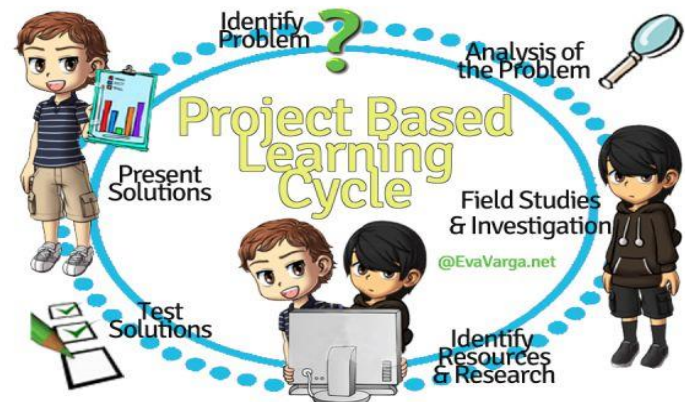 Identify
Problem
Analysis of
the Problem
Project Based
Learning
Cycle
Present
Solutions
Field Studies
& Investigation
@EvaVarga.net
Test
Solutions
Identify
Resources
& Research